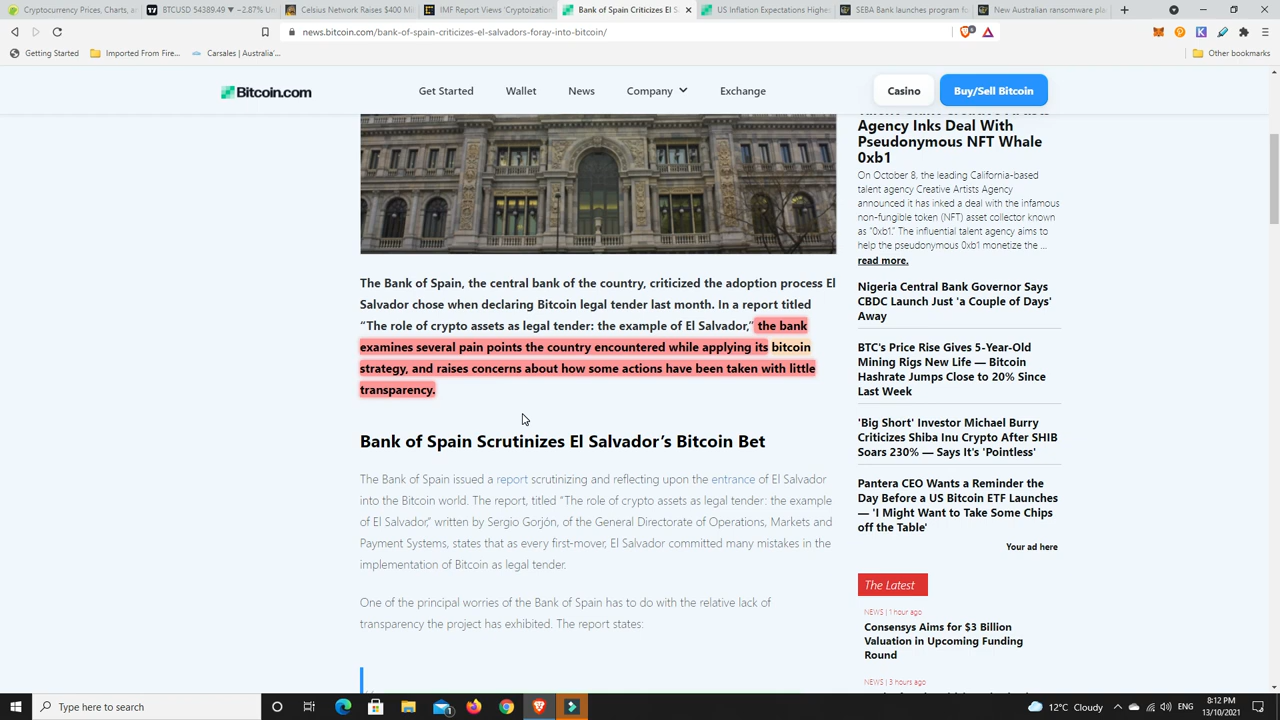 Cryptocurrency Prices, Charts, a
BTCUSD 54389.49 ▼ −2.87% Un
Celsius Network Raises $400 Mi
IMF Report Views 'Cryptoization
Bank of Spain Criticizes El S
US Inflation Expectations Highes
SEBA Bank launches program fo
New Australian ransomware pla
news.bitcoin.com/bank-of-spain-criticizes-el-salvadors-foray-into-bitcoin/
Getting Started
Imported From Fire...
Carsales | Australia'...
Other bookmarks
Bitcoin.com
Get Started
Wallet
News
Company
Exchange
Casino
Buy/Sell Bitcoin
The Bank of Spain, the central bank of the country, criticized the adoption process El
Salvador chose when declaring Bitcoin legal tender last month. In a report titled
“The role of crypto assets as legal tender: the example of El Salvador,” the bank
examines several pain points the country encountered while applying its bitcoin
strategy, and raises concerns about how some actions have been taken with little
transparency.
Bank of Spain Scrutinizes El Salvador’s Bitcoin Bet
The Bank of Spain issued a report scrutinizing and reflecting upon the entrance of El Salvador
into the Bitcoin world. The report, titled “The role of crypto assets as legal tender: the example
of El Salvador,” written by Sergio Gorjón, of the General Directorate of Operations, Markets and
Payment Systems, states that as every first-mover, El Salvador committed many mistakes in the
implementation of Bitcoin as legal tender.
One of the principal worries of the Bank of Spain has to do with the relative lack of
transparency the project has exhibited. The report states:
Agency Inks Deal With
Pseudonymous NFT Whale
0xb1
On October 8, the leading California-based
talent agency Creative Artists Agency
announced it has inked a deal with the infamous
non-fungible token (NFT) asset collector known
as "0xb1." The influential talent agency aims to
help the pseudonymous 0xb1 monetize the ...
read more.
Nigeria Central Bank Governor Says
CBDC Launch Just 'a Couple of Days'
Away
BTC's Price Rise Gives 5-Year-Old
Mining Rigs New Life — Bitcoin
Hashrate Jumps Close to 20% Since
Last Week
'Big Short' Investor Michael Burry
Criticizes Shiba Inu Crypto After SHIB
Soars 230% — Says It's 'Pointless'
Pantera CEO Wants a Reminder the
Day Before a US Bitcoin ETF Launches
— 'I Might Want to Take Some Chips
off the Table'
Your ad here
The Latest
NEWS | 1 hour ago
Consensys Aims for $3 Billion
Valuation in Upcoming Funding
Round
NEWS | 3 hours ago
Type here to search
12°C Cloudy
ENG
8:12 PM
13/10/2021